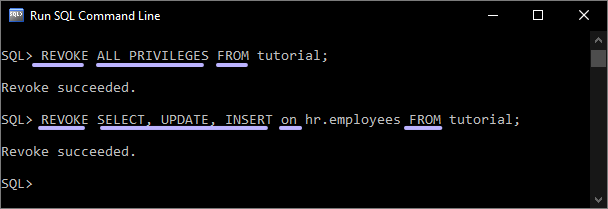 Run SQL Command Line
SQL> REVOKE ALL PRIVILEGES FROM tutorial;
Revoke succeeded.
SQL> REVOKE SELECT, UPDATE, INSERT on hr.employees FROM tutorial;
Revoke succeeded.
SQL>